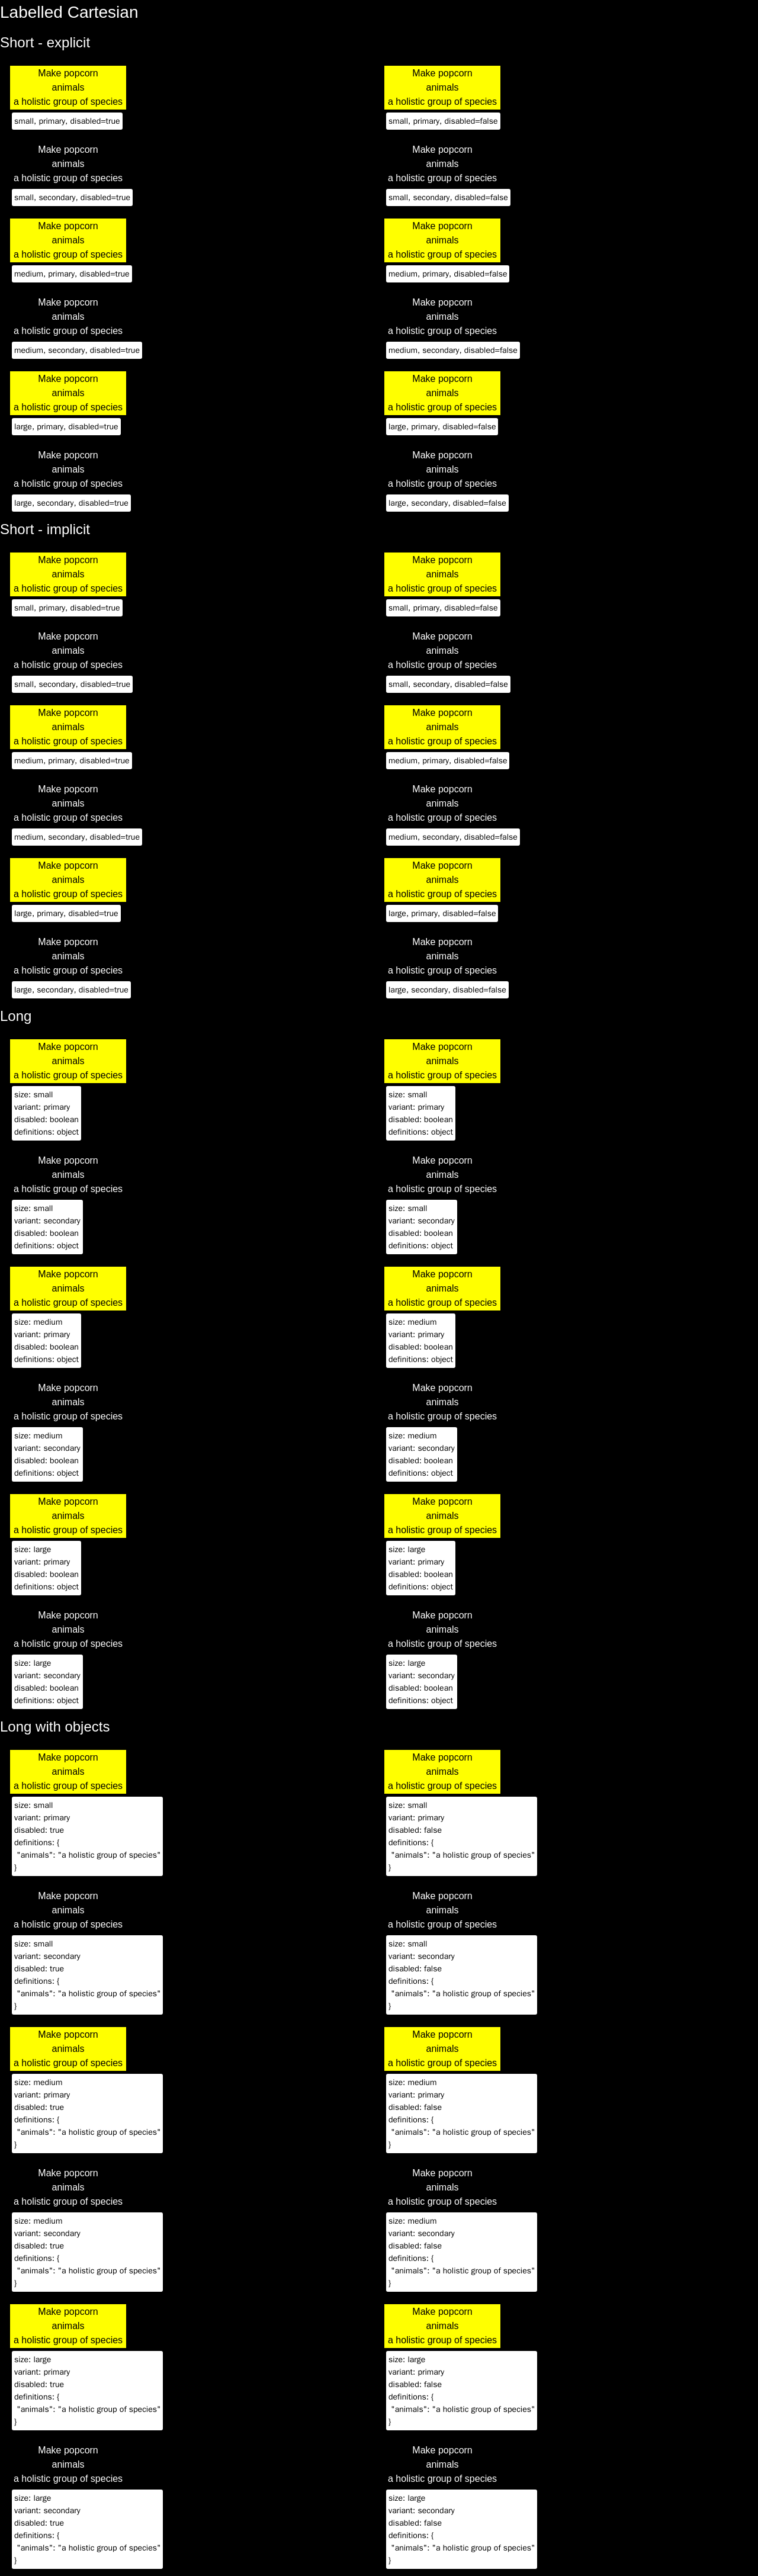 Labelled Cartesian
Short - explicit
Make popcorn
animals
a holistic group of species
small, primary, disabled=true
Make popcorn
animals
a holistic group of species
small, primary, disabled=false
Make popcorn
animals
a holistic group of species
small, secondary, disabled=true
Make popcorn
animals
a holistic group of species
small, secondary, disabled=false
Make popcorn
animals
a holistic group of species
medium, primary, disabled=true
Make popcorn
animals
a holistic group of species
medium, primary, disabled=false
Make popcorn
animals
a holistic group of species
medium, secondary, disabled=true
Make popcorn
animals
a holistic group of species
medium, secondary, disabled=false
Make popcorn
animals
a holistic group of species
large, primary, disabled=true
Make popcorn
animals
a holistic group of species
large, primary, disabled=false
Make popcorn
animals
a holistic group of species
large, secondary, disabled=true
Make popcorn
animals
a holistic group of species
large, secondary, disabled=false
Short - implicit
Make popcorn
animals
a holistic group of species
small, primary, disabled=true
Make popcorn
animals
a holistic group of species
small, primary, disabled=false
Make popcorn
animals
a holistic group of species
small, secondary, disabled=true
Make popcorn
animals
a holistic group of species
small, secondary, disabled=false
Make popcorn
animals
a holistic group of species
medium, primary, disabled=true
Make popcorn
animals
a holistic group of species
medium, primary, disabled=false
Make popcorn
animals
a holistic group of species
medium, secondary, disabled=true
Make popcorn
animals
a holistic group of species
medium, secondary, disabled=false
Make popcorn
animals
a holistic group of species
large, primary, disabled=true
Make popcorn
animals
a holistic group of species
large, primary, disabled=false
Make popcorn
animals
a holistic group of species
large, secondary, disabled=true
Make popcorn
animals
a holistic group of species
large, secondary, disabled=false
Long
Make popcorn
animals
a holistic group of species
size: small
variant: primary
disabled: boolean
definitions: object
Make popcorn
animals
a holistic group of species
size: small
variant: primary
disabled: boolean
definitions: object
Make popcorn
animals
a holistic group of species
size: small
variant: secondary
disabled: boolean
definitions: object
Make popcorn
animals
a holistic group of species
size: small
variant: secondary
disabled: boolean
definitions: object
Make popcorn
animals
a holistic group of species
size: medium
variant: primary
disabled: boolean
definitions: object
Make popcorn
animals
a holistic group of species
size: medium
variant: primary
disabled: boolean
definitions: object
Make popcorn
animals
a holistic group of species
size: medium
variant: secondary
disabled: boolean
definitions: object
Make popcorn
animals
a holistic group of species
size: medium
variant: secondary
disabled: boolean
definitions: object
Make popcorn
animals
a holistic group of species
size: large
variant: primary
disabled: boolean
definitions: object
Make popcorn
animals
a holistic group of species
size: large
variant: primary
disabled: boolean
definitions: object
Make popcorn
animals
a holistic group of species
size: large
variant: secondary
disabled: boolean
definitions: object
Make popcorn
animals
a holistic group of species
size: large
variant: secondary
disabled: boolean
definitions: object
Long with objects
Make popcorn
animals
a holistic group of species
size: small
variant: primary
disabled: true
definitions: {
"animals": "a holistic group of species"
}
Make popcorn
animals
a holistic group of species
size: small
variant: primary
disabled: false
definitions: {
"animals": "a holistic group of species"
}
Make popcorn
animals
a holistic group of species
size: small
variant: secondary
disabled: true
definitions: {
"animals": "a holistic group of species"
}
Make popcorn
animals
a holistic group of species
size: small
variant: secondary
disabled: false
definitions: {
"animals": "a holistic group of species"
}
Make popcorn
animals
a holistic group of species
size: medium
variant: primary
disabled: true
definitions: {
"animals": "a holistic group of species"
}
Make popcorn
animals
a holistic group of species
size: medium
variant: primary
disabled: false
definitions: {
"animals": "a holistic group of species"
}
Make popcorn
animals
a holistic group of species
size: medium
variant: secondary
disabled: true
definitions: {
"animals": "a holistic group of species"
}
Make popcorn
animals
a holistic group of species
size: medium
variant: secondary
disabled: false
definitions: {
"animals": "a holistic group of species"
}
Make popcorn
animals
a holistic group of species
size: large
variant: primary
disabled: true
definitions: {
"animals": "a holistic group of species"
}
Make popcorn
animals
a holistic group of species
size: large
variant: primary
disabled: false
definitions: {
"animals": "a holistic group of species"
}
Make popcorn
animals
a holistic group of species
size: large
variant: secondary
disabled: true
definitions: {
"animals": "a holistic group of species"
}
Make popcorn
animals
a holistic group of species
size: large
variant: secondary
disabled: false
definitions: {
"animals": "a holistic group of species"
}